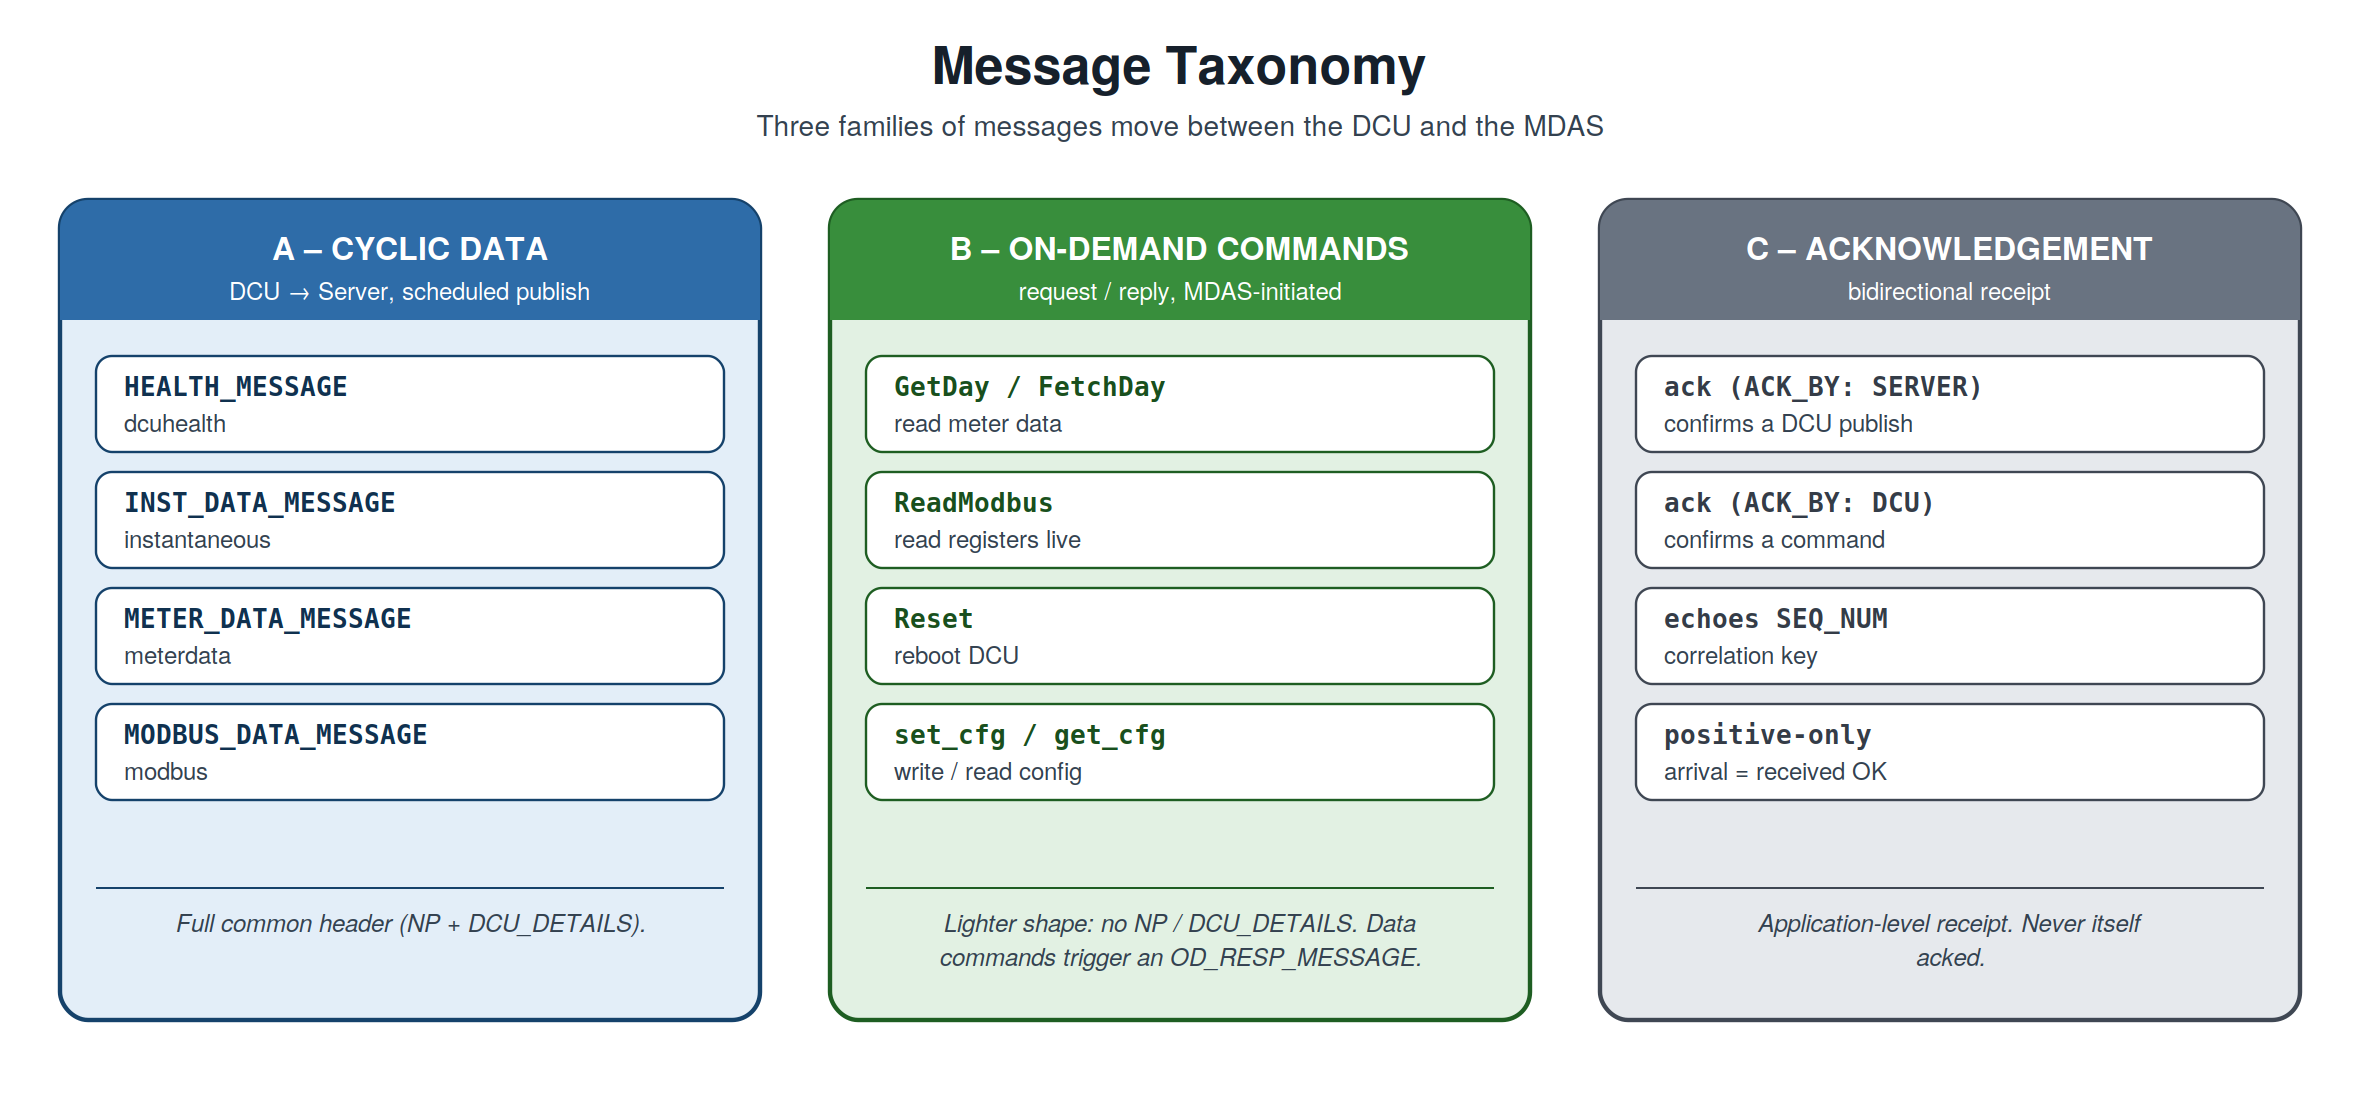 Message Taxonomy
Three families of messages move between the DCU and the MDAS
A – CYCLIC DATA
DCU → Server, scheduled publish
HEALTH_MESSAGE
dcuhealth
INST_DATA_MESSAGE
instantaneous
METER_DATA_MESSAGE
meterdata
MODBUS_DATA_MESSAGE
modbus
Full common header (NP + DCU_DETAILS).
B – ON-DEMAND COMMANDS
request / reply, MDAS-initiated
GetDay / FetchDay
read meter data
ReadModbus
read registers live
Reset
reboot DCU
set_cfg / get_cfg
write / read config
Lighter shape: no NP / DCU_DETAILS. Data
commands trigger an OD_RESP_MESSAGE.
C – ACKNOWLEDGEMENT
bidirectional receipt
ack (ACK_BY: SERVER)
confirms a DCU publish
ack (ACK_BY: DCU)
confirms a command
echoes SEQ_NUM
correlation key
positive-only
arrival = received OK
Application-level receipt. Never itself
acked.